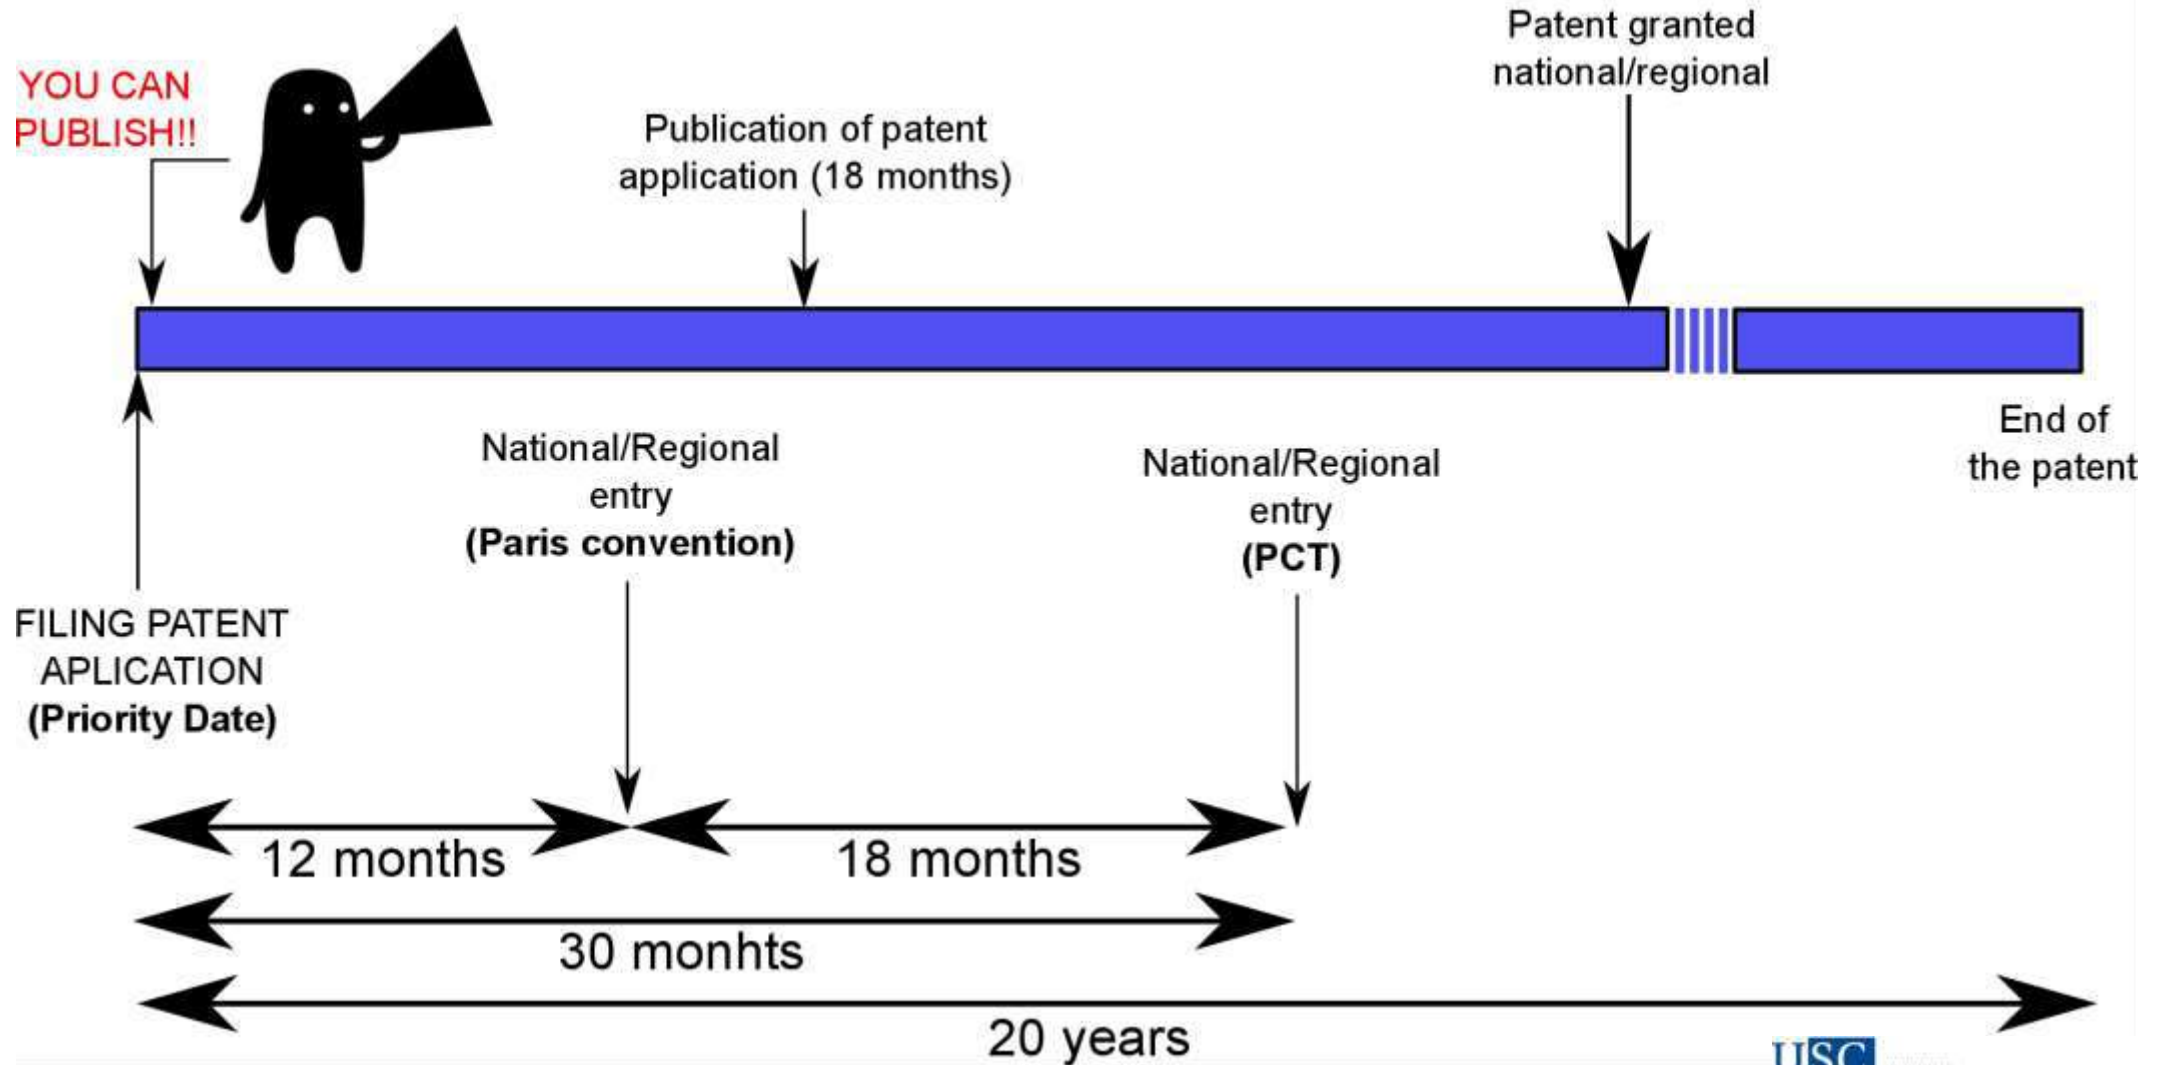 YOU CAN
PUBLISH!!
Publication of patent
application (18 months)
Patent granted
national/regional
End of
the patent
National/Regional
entry
(Paris convention)
National/Regional
entry
(PCT)
FILING PATENT
APLICATION
(Priority Date)
12 months
18 months
30 monhts
20 years
USC